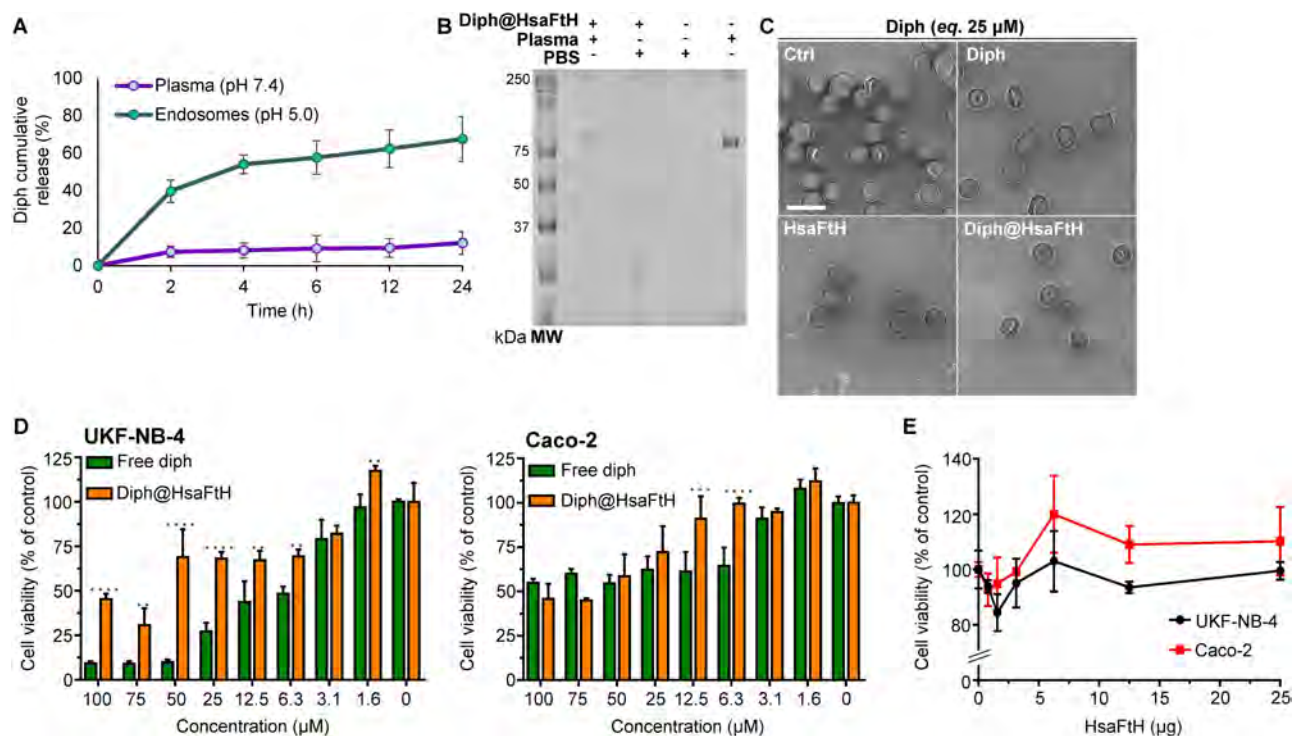 A
Diph cumulative
release (%)
100
80
60
40
20
0
Plasma (pH 7.4)
Endosomes (pH 5.0)
0 2 4 6 12 24
Time (h)
B
Diph@HsaFtH + + - -
Plasma + - - +
PBS - + + -
250
75
50
37
kDa MW
C
Diph (eq. 25 µM)
Ctrl
Diph
HsaFtH
Diph@HsaFtH
D
UKF-NB-4
Cell viability (% of control)
125
100
75
50
25
0
Free diph
Diph@HsaFtH
100 75 50 25 12.5 6.3 3.1 1.6 0
Concentration (µM)
Caco-2
Cell viability (% of control)
125
100
75
50
25
0
Free diph
Diph@HsaFtH
100 75 50 25 12.5 6.3 3.1 1.6 0
Concentration (µM)
E
Cell viability (% of control)
140
120
100
80
0
UKF-NB-4
Caco-2
0 5 10 15 20 25
HsaFtH (µg)